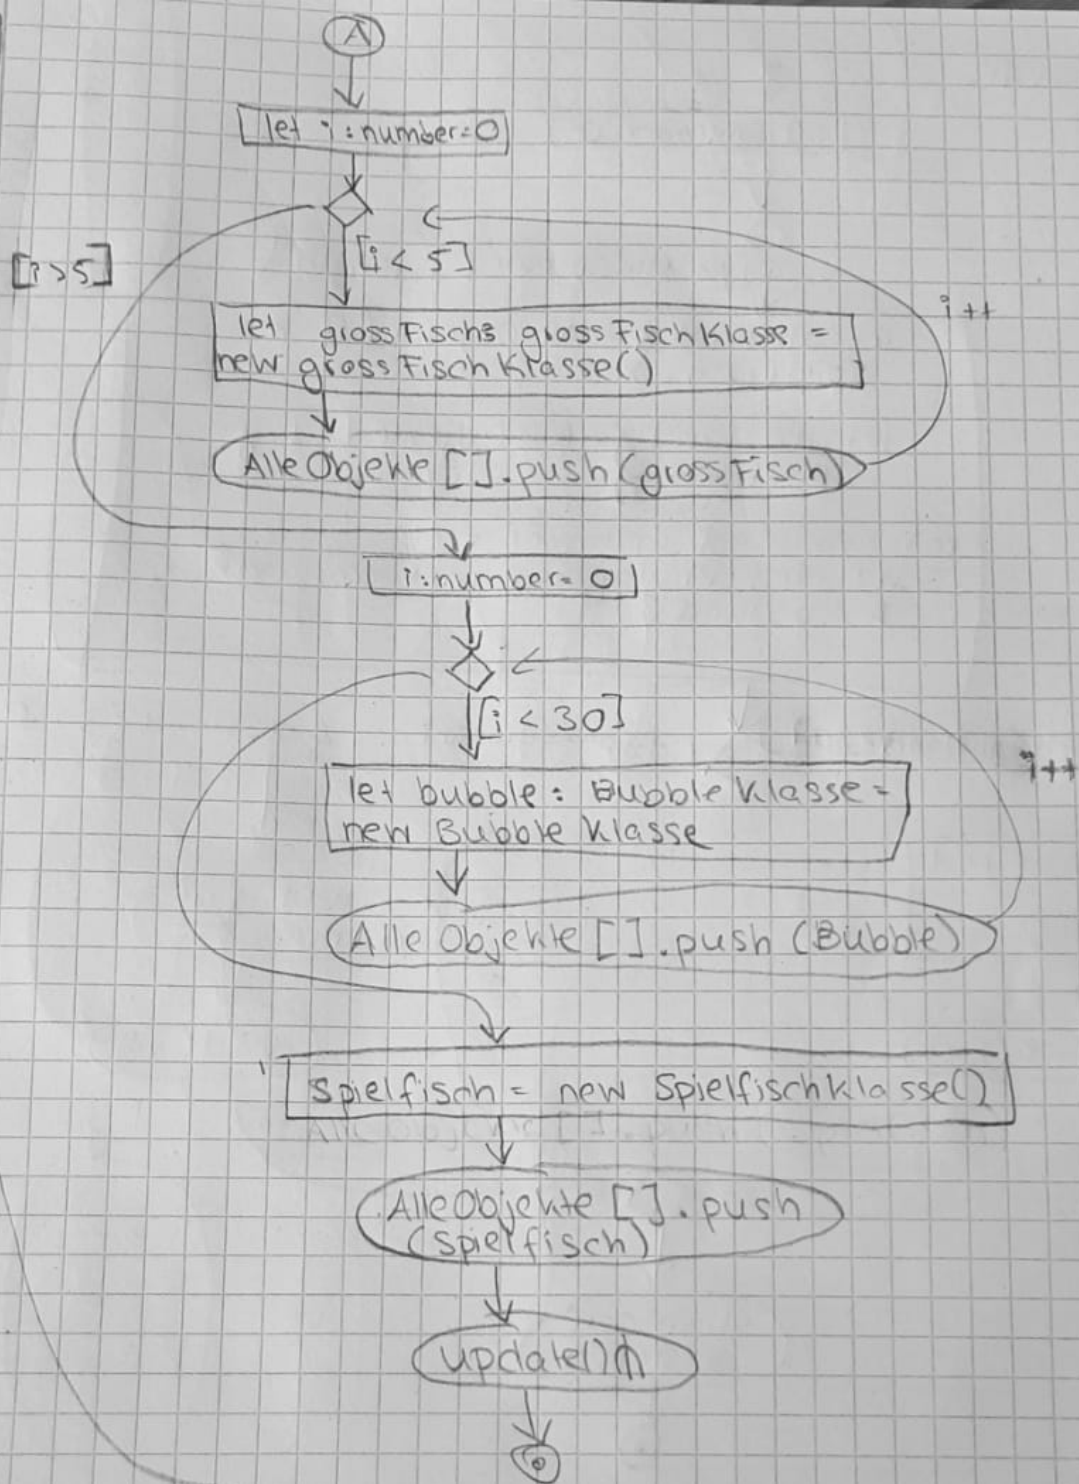 A
let i: number=0
[i < 5]
[i > 5]
i++
let grossFisch: grossFischKlasse =
new grossFischKlasse()
AlleObjekte[].push(grossFisch)
i:number= 0
[i < 30]
i++
let bubble: BubbleKlasse =
new BubbleKlasse
AlleObjekte[].push(Bubble)
Spielfisch = new SpielfischKlasse()
AlleObjekte[].push
(Spielfisch)
update()